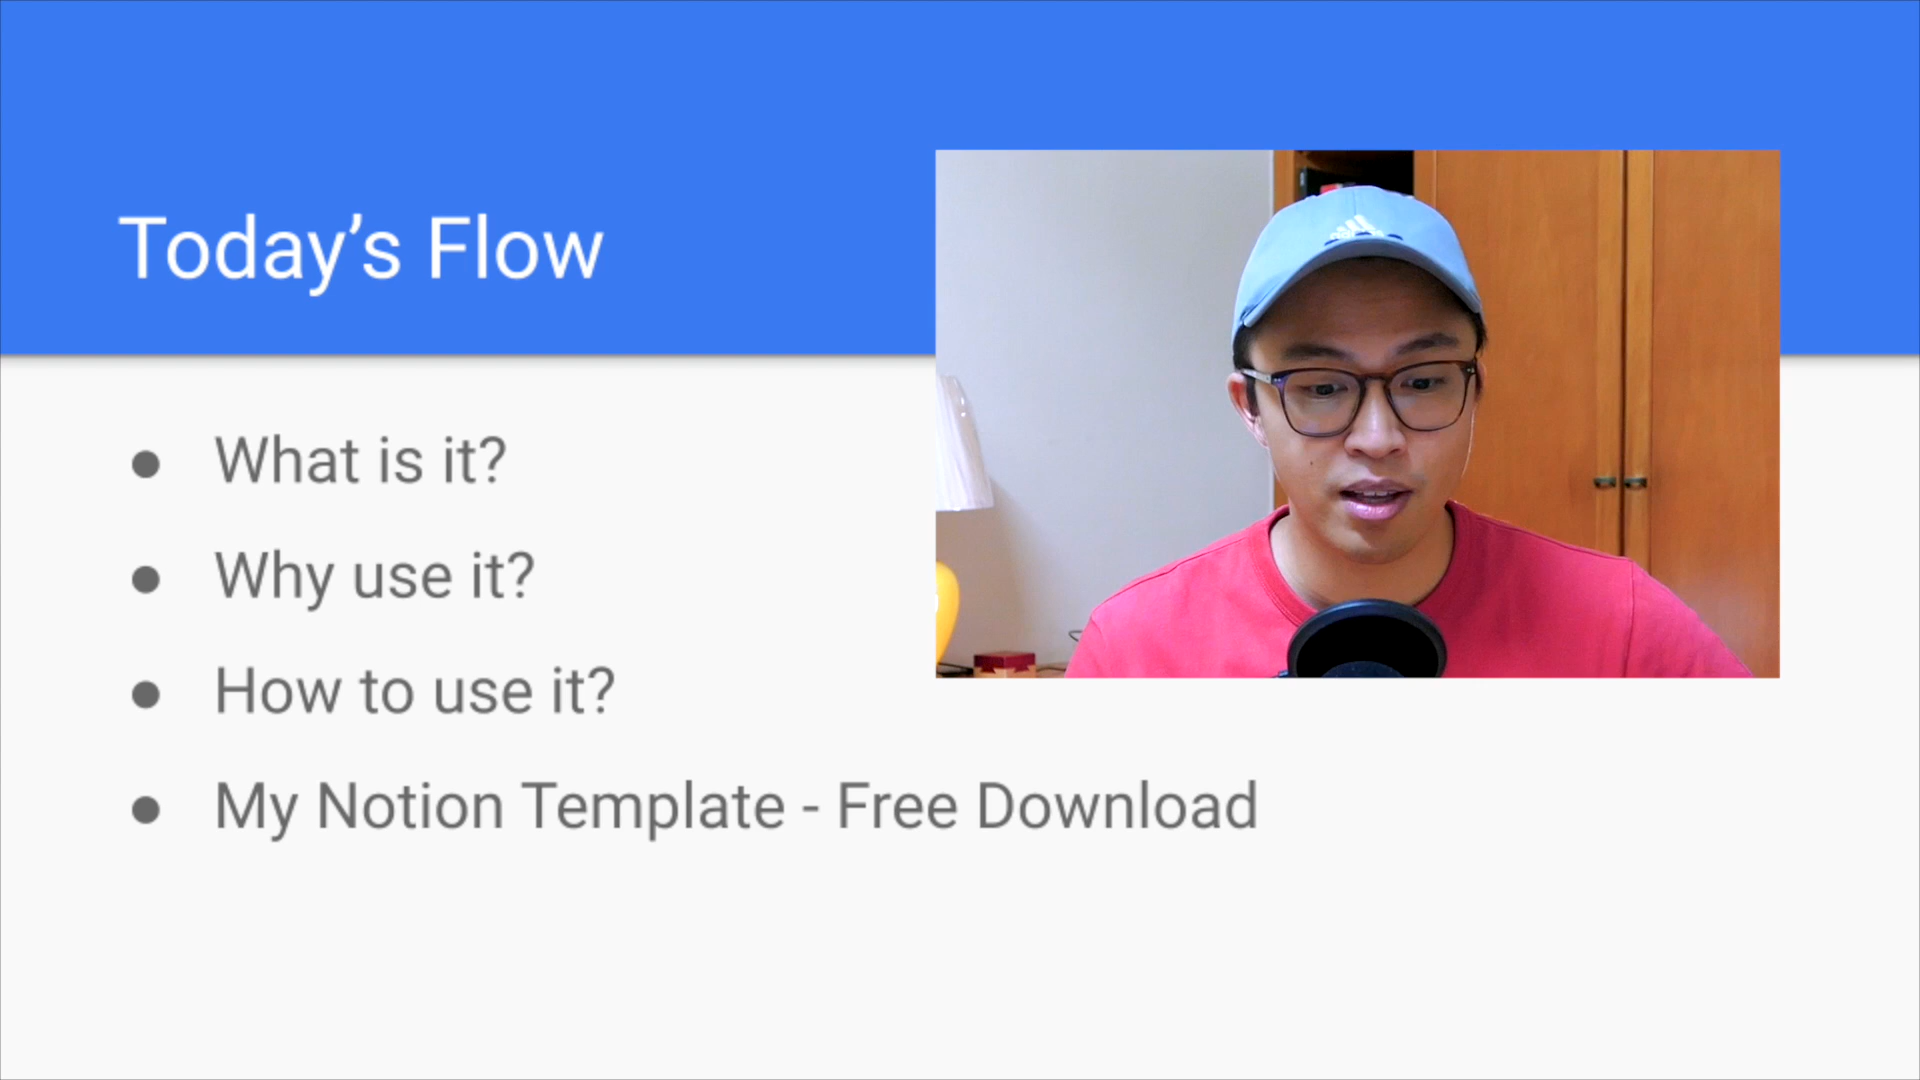 Today’s Flow
What is it?
Why use it?
How to use it?
My Notion Template - Free Download